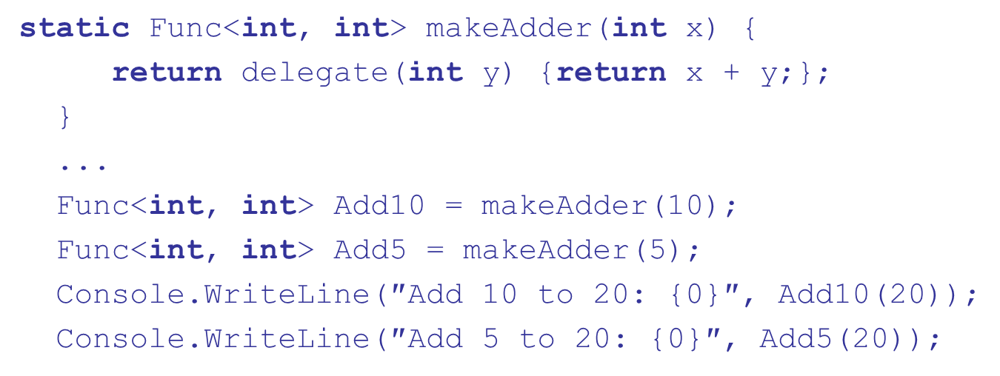 static Func<int, int> makeAdder(int x) {
return delegate(int y) {return x + y;};
}
...
Func<int, int> Add10 = makeAdder(10);
Func<int, int> Add5 = makeAdder(5);
Console.WriteLine(″Add 10 to 20: {0}″, Add10(20));
Console.WriteLine(″Add 5 to 20: {0}″, Add5(20));